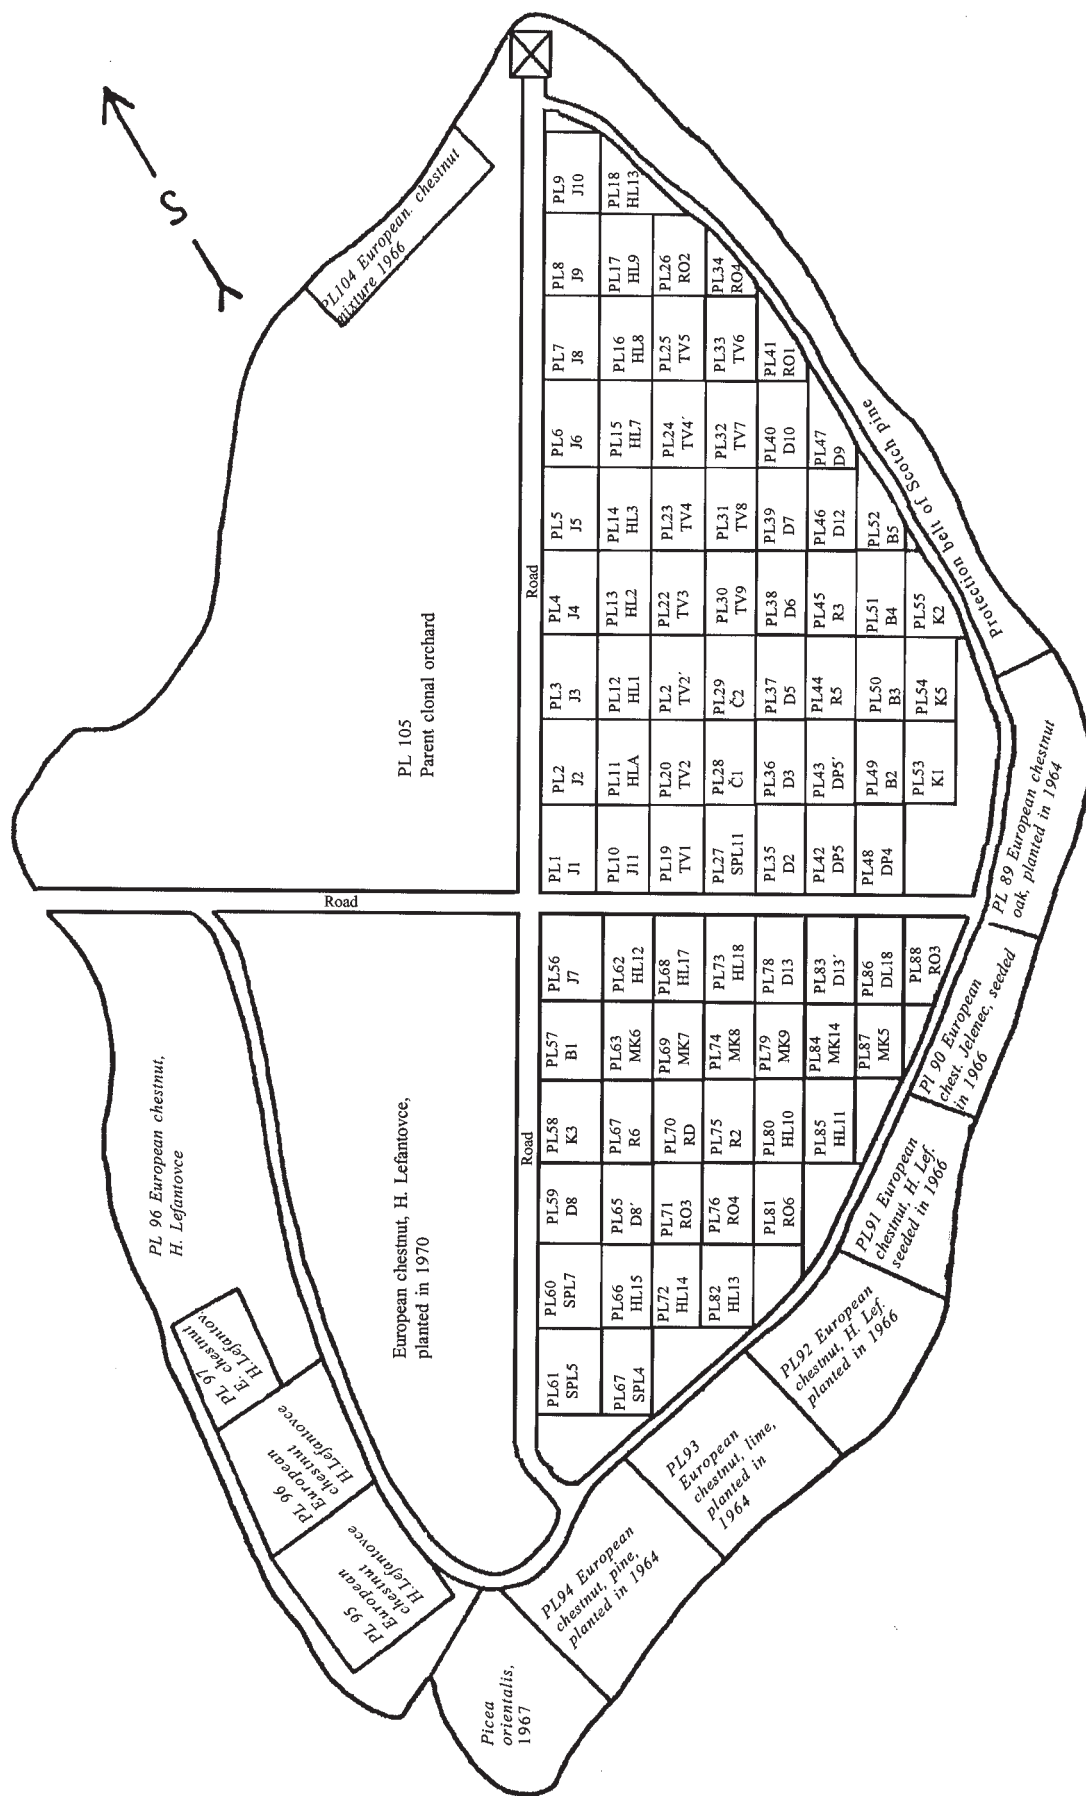 S
PL104 European. chestnut
mixture 1966
PL 105
Parent clonal orchard
Road
Road
Road
PL9
J10
PL18
HL13
PL8
J9
PL17
HL9
PL26
RO2
PL34
RO4
PL7
J8
PL16
HL8
PL25
TV5
PL33
TV6
PL41
RO1
PL6
J6
PL15
HL7
PL24
TV4′
PL32
TV7
PL40
D10
PL47
D9
PL5
J5
PL14
HL3
PL23
TV4
PL31
TV8
PL39
D7
PL46
D12
PL52
B5
PL4
J4
PL13
HL2
PL22
TV3
PL30
TV9
PL38
D6
PL45
R3
PL51
B4
PL55
K2
PL3
J3
PL12
HL1
PL2
TV2′
PL29
Č2
PL37
D5
PL44
R5
PL50
B3
PL54
K5
PL2
J2
PL11
HLA
PL20
TV2
PL28
Č1
PL36
D3
PL43
DP5′
PL49
B2
PL53
K1
PL1
J1
PL10
J11
PL19
TV1
PL27
SPL11
PL35
D2
PL42
DP5
PL48
DP4
Protection belt of Scotch pine
PL 89 European chestnut
oak, planted in 1964
PL56
J7
PL62
HL12
PL68
HL17
PL73
HL18
PL78
D13
PL83
D13′
PL86
DL18
PL88
RO3
PL57
B1
PL63
MK6
PL69
MK7
PL74
MK8
PL79
MK9
PL84
MK14
PL87
MK5
PL58
K3
PL67
R6
PL70
RD
PL75
R2
PL80
HL10
PL85
HL11
PL59
D8
PL65
D8′
PL71
RO3
PL76
RO4
PL81
RO6
PL60
SPL7
PL66
HL15
PL72
HL14
PL82
HL13
PL61
SPL5
PL67
SPL4
Pl 90 European
chest. Jelenec, seeded
in 1966
PL91 European
chestnut, H. Lef.
seeded in 1966
PL92 European
chestnut, H. Lef.
planted in 1966
PL93
European
chestnut, lime,
planted in
1964
PL94 European
chestnut, pine,
planted in 1964
Picea
orientalis,
1967
PL 95
European
chestnut
H.Lefantovce
PL 96
European
chestnut
H.Lefantovce
PL 97
E. chestnut
H.Lefantov.
PL 96 European chestnut,
H. Lefantovce
European chestnut, H. Lefantovce,
planted in 1970